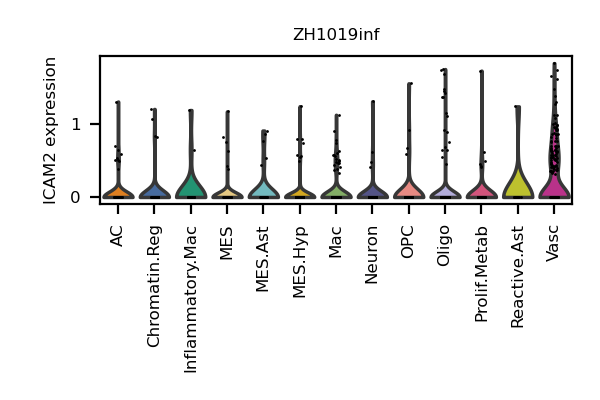 ZH1019inf
ICAM2 expression
1
0
AC
Chromatin.Reg
Inflammatory.Mac
MES
MES.Ast
MES.Hyp
Mac
Neuron
OPC
Oligo
Prolif.Metab
Reactive.Ast
Vasc